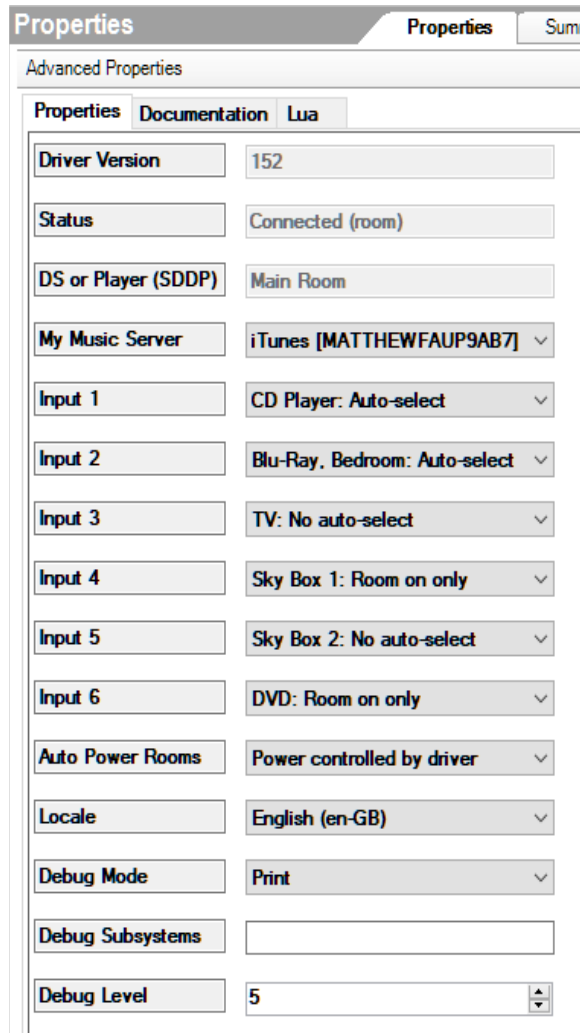 Properties Properties Sum
Advanced Properties
Properties Documentation Lua
Driver Version 152
Status Connected (room)
DS or Player (SDDP) Main Room
My Music Server iTunes [MATTHEWFAUP9AB7]
Input 1 CD Player: Auto-select
Input 2 Blu-Ray, Bedroom: Auto-select
Input 3 TV: No auto-select
Input 4 Sky Box 1: Room on only
Input 5 Sky Box 2: No auto-select
Input 6 DVD: Room on only
Auto Power Rooms Power controlled by driver
Locale English (en-GB)
Debug Mode Print
Debug Subsystems
Debug Level 5